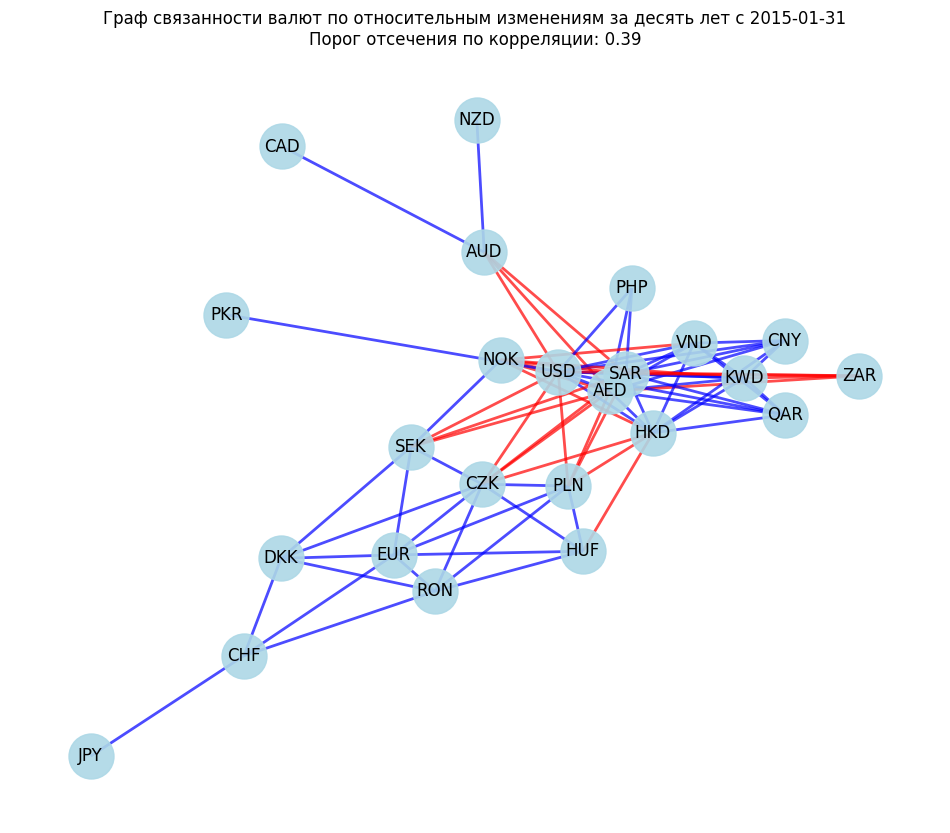 Граф связанности валют по относительным изменениям за десять лет с 2015-01-31
Порог отсечения по корреляции: 0.39
NZD
CAD
AUD
PHP
PKR
VND
CNY
NOK
USD
SAR
KWD
ZAR
AED
QAR
HKD
SEK
CZK
PLN
HUF
DKK
EUR
RON
CHF
JPY